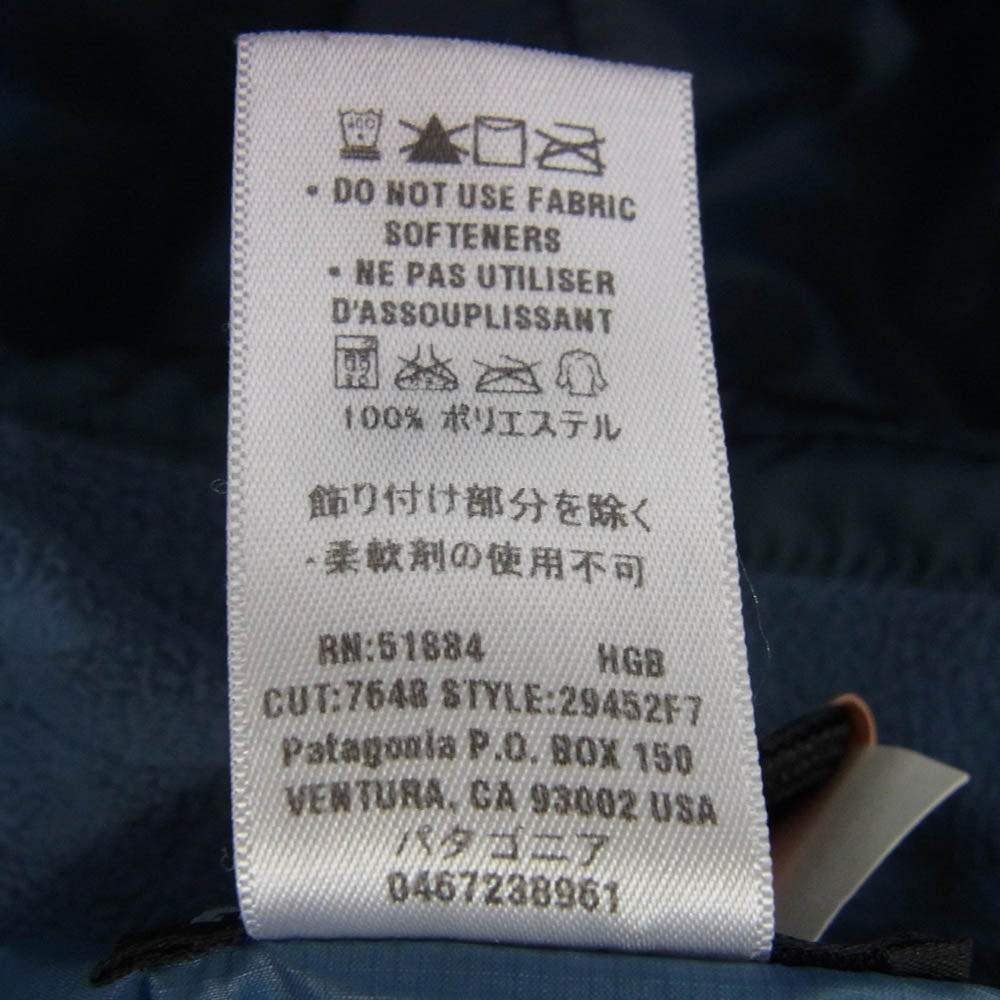 • DO NOT USE FABRIC
SOFTENERS
• NE PAS UTILISER
D'ASSOUPLISSANT
100% ポリエステル
飾り付け部分を除く
・柔軟剤の使用不可
RN:51884 HGB
CUT:7648 STYLE:29452F7
Patagonia P.O. BOX 150
VENTURA, CA 93002 USA
パタゴニア
0467238961